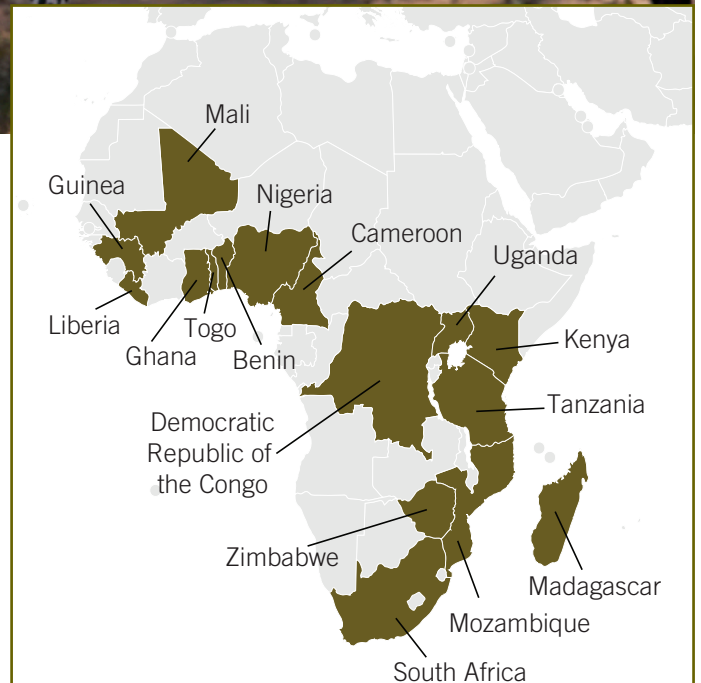 Mali
Guinea
Nigeria
Cameroon
Uganda
Liberia
Togo
Ghana
Benin
Kenya
Tanzania
Democratic
Republic of
the Congo
Zimbabwe
Madagascar
Mozambique
South Africa